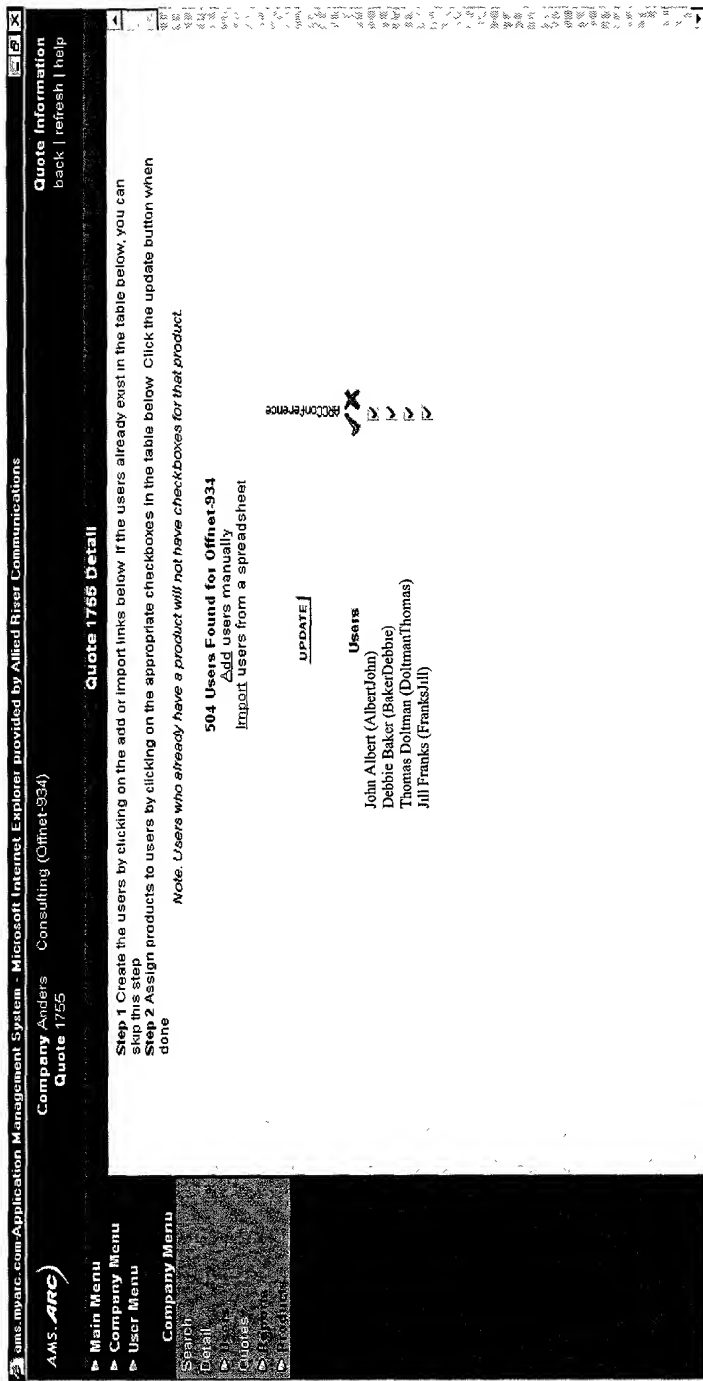 ams.myarc.com-Application Management System - Microsoft Internet Explorer provided by Allied Riser Communications
AMS.ARC
Company Anders Consulting (Offnet-934)
Quote 1755
Quote Information
back | refresh | help
Main Menu
Company Menu
User Menu
Company Menu
Search
Detail
Users
Quotes
Products
Quote 1755 Detail
Step 1 Create the users by clicking on the add or import links below If the users already exist in the table below, you can
skip this step
Step 2 Assign products to users by clicking on the appropriate checkboxes in the table below Click the update button when
done
Note. Users who already have a product will not have checkboxes for that product.
504 Users Found for Offnet-934
Add users manually
Import users from a spreadsheet
UPDATE
Users
ARCConference
John Albert (AlbertJohn)
Debbie Baker (BakerDebbie)
Thomas Doltman (DoltmanThomas)
Jill Franks (FranksJill)